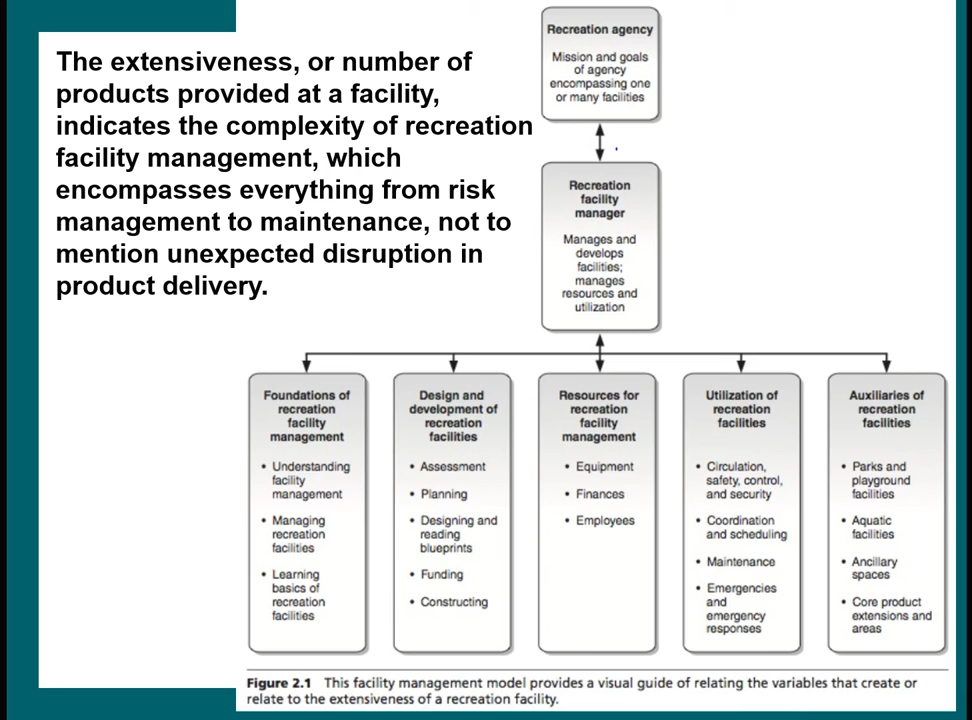 The extensiveness, or number of
products provided at a facility,
indicates the complexity of recreation
facility management, which
encompasses everything from risk
management to maintenance, not to
mention unexpected disruption in
product delivery.
Recreation agency
Mission and goals
of agency
encompassing one
or many facilities
Recreation
facility
manager
Manages and
develops
facilities;
manages
resources and
utilization
Foundations of
recreation
facility
management
• Understanding
facility
management
• Managing
recreation
facilities
• Learning
basics of
recreation
facilities
Design and
development of
recreation
facilities
• Assessment
• Planning
• Designing and
reading
blueprints
• Funding
• Constructing
Resources for
recreation
facility
management
• Equipment
• Finances
• Employees
Utilization of
recreation
facilities
• Circulation,
safety, control,
and security
• Coordination
and scheduling
• Maintenance
• Emergencies
and
emergency
responses
Auxiliaries of
recreation
facilities
• Parks and
playground
facilities
• Aquatic
facilities
• Ancillary
spaces
• Core product
extensions and
areas
Figure 2.1 This facility management model provides a visual guide of relating the variables that create or
relate to the extensiveness of a recreation facility.